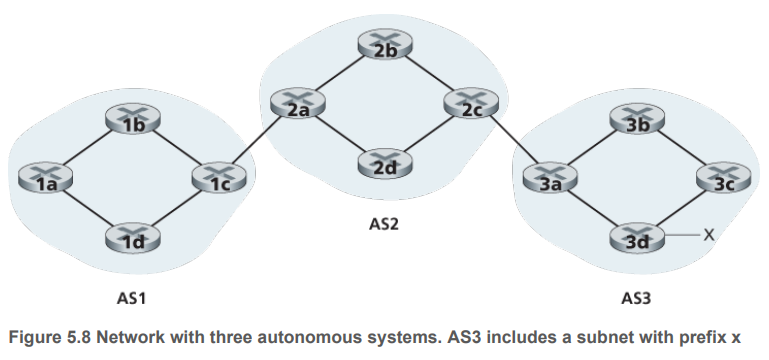 2b
2a
2c
2d
AS2
1b
1a
1c
1d
AS1
3b
3a
3c
3d
X
AS3
Figure 5.8 Network with three autonomous systems. AS3 includes a subnet with prefix x